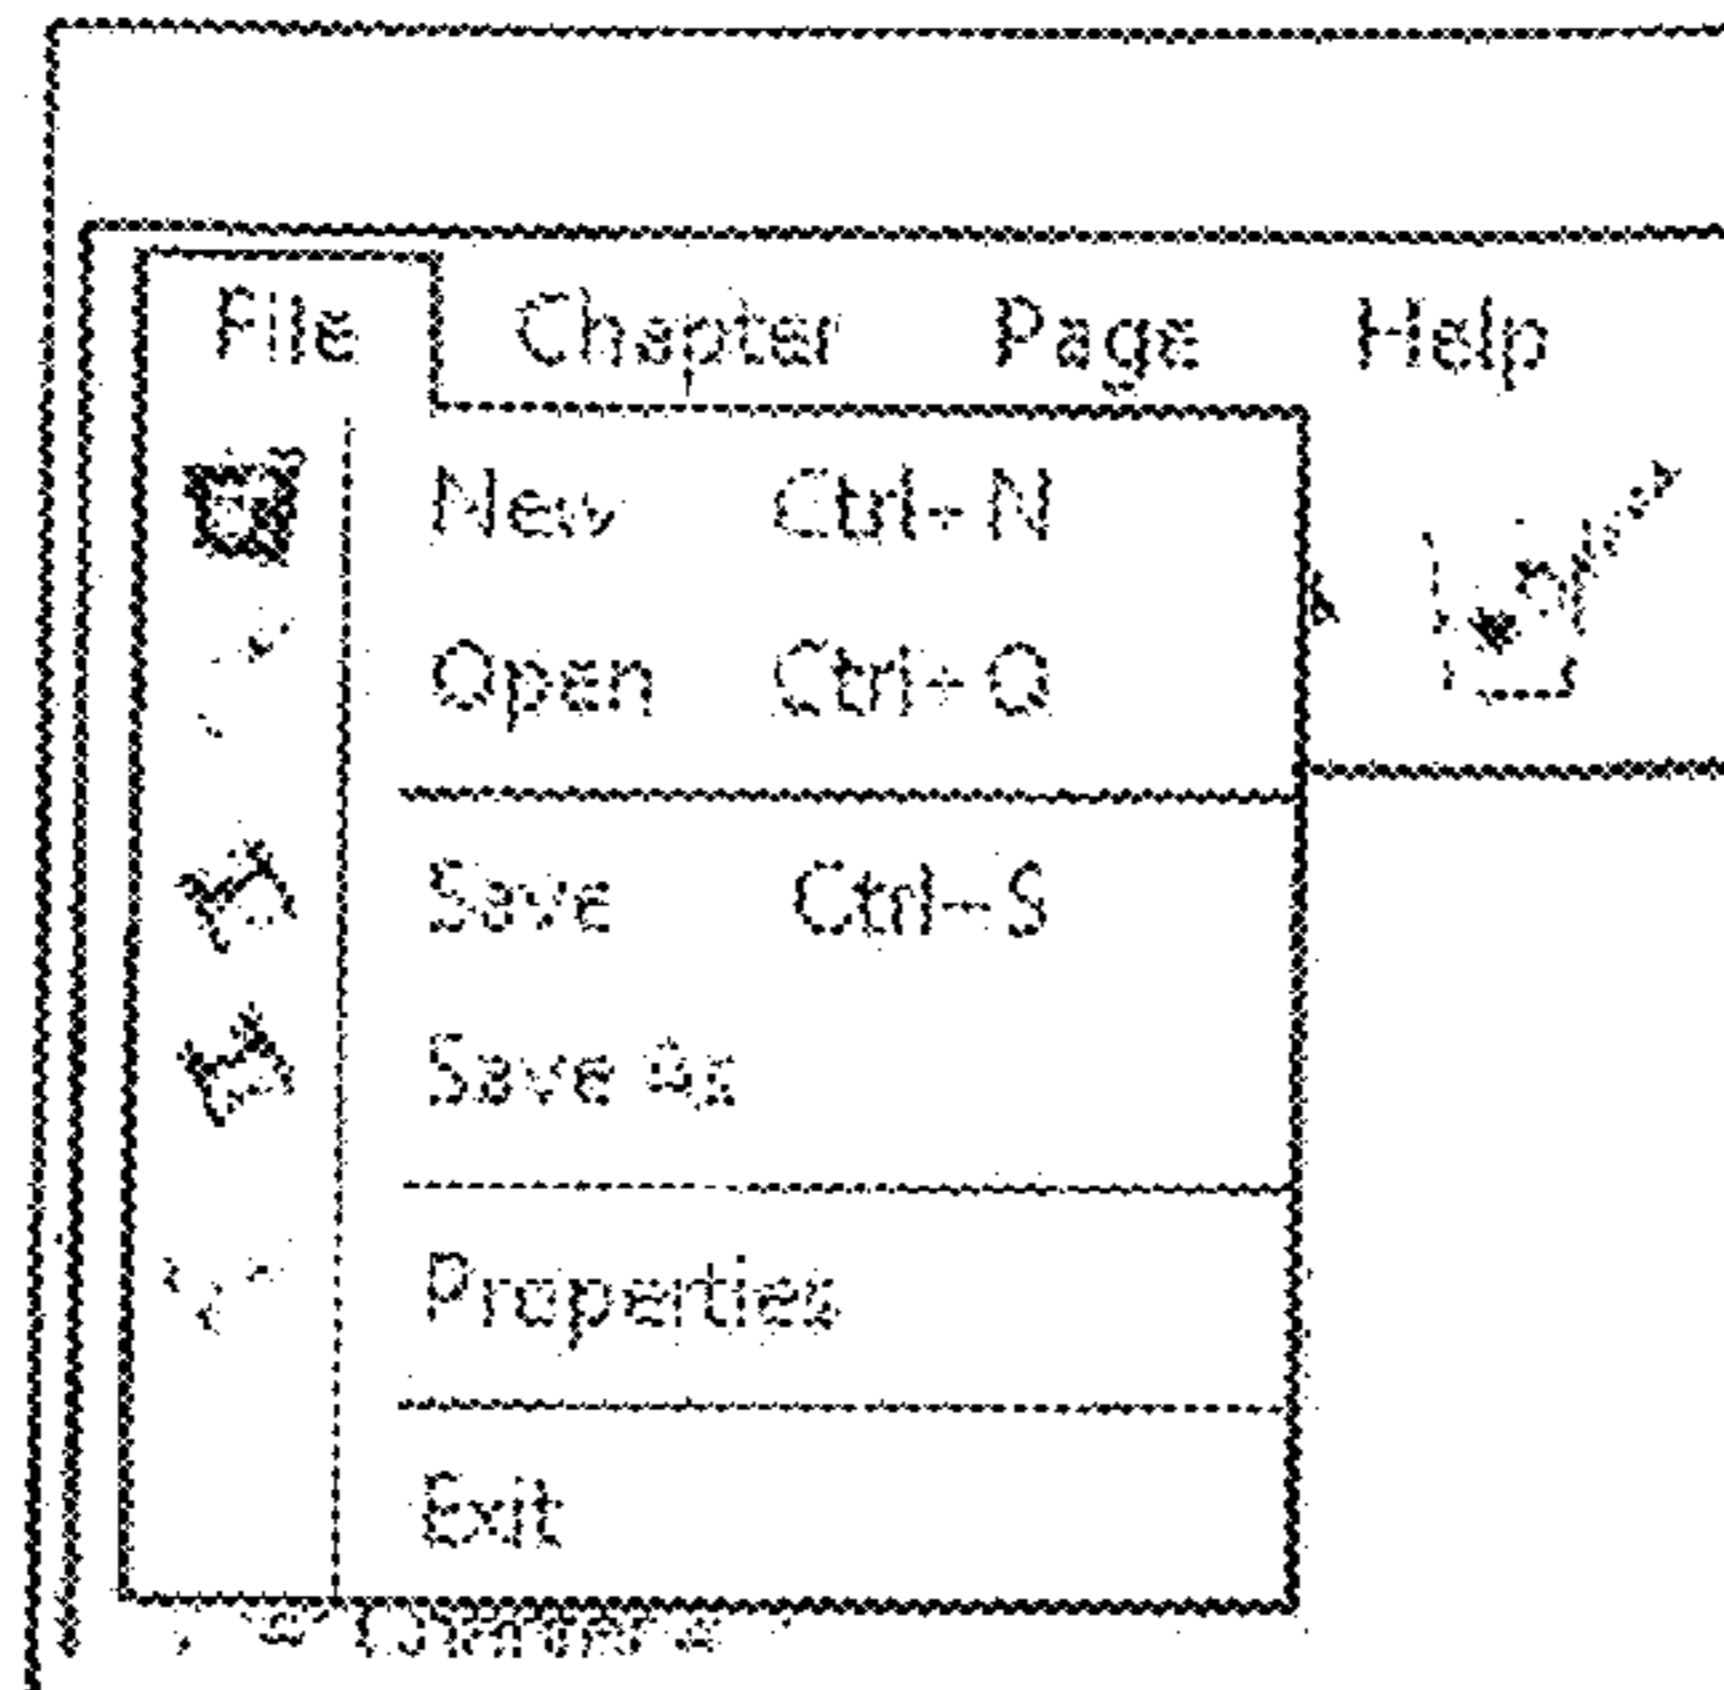 File Chapter Page Help
New Ctrl+N
Open Ctrl+O
Save Ctrl+S
Save As
Properties
Exit